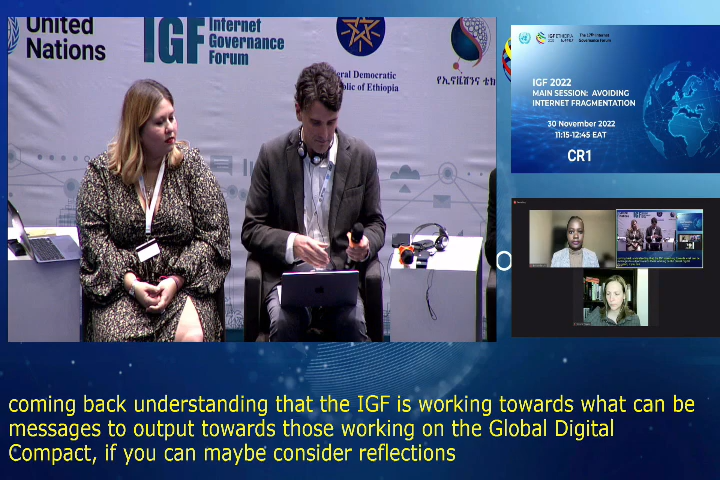 United
Nations
IGF
Internet
Governance
Forum
eral Democratic
blic of Ethiopia
የኢኖቬሽንና ቴክ
IGF 2022
MAIN SESSION: AVOIDING
INTERNET FRAGMENTATION
30 November 2022
11:15-12:45 EAT
CR1
coming back understanding that the IGF is working towards what can be
messages to output towards those working on the Global Digital
Compact, if you can maybe consider reflections